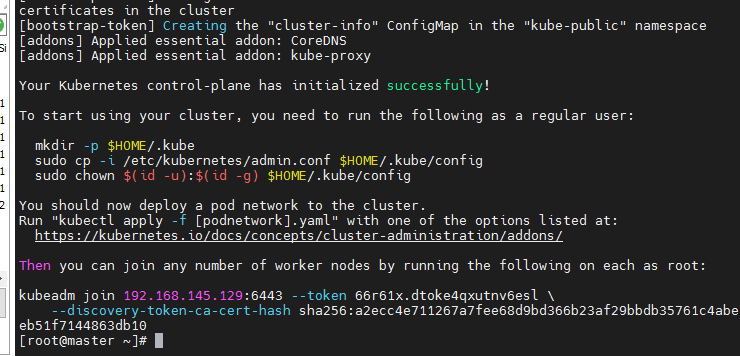 certificates in the cluster
[bootstrap-token] Creating the "cluster-info" ConfigMap in the "kube-public" namespace
[addons] Applied essential addon: CoreDNS
[addons] Applied essential addon: kube-proxy
Your Kubernetes control-plane has initialized successfully!
To start using your cluster, you need to run the following as a regular user:
mkdir -p $HOME/.kube
sudo cp -i /etc/kubernetes/admin.conf $HOME/.kube/config
sudo chown $(id -u):$(id -g) $HOME/.kube/config
You should now deploy a pod network to the cluster.
Run "kubectl apply -f [podnetwork].yaml" with one of the options listed at:
https://kubernetes.io/docs/concepts/cluster-administration/addons/
Then you can join any number of worker nodes by running the following on each as root:
kubeadm join 192.168.145.129:6443 --token 66r61x.dtoke4qxutnv6esl \
--discovery-token-ca-cert-hash sha256:a2ecc4e711267a7fee68d9bd366b23af29bbdb35761c4abe
eb51f7144863db10
[root@master ~]#